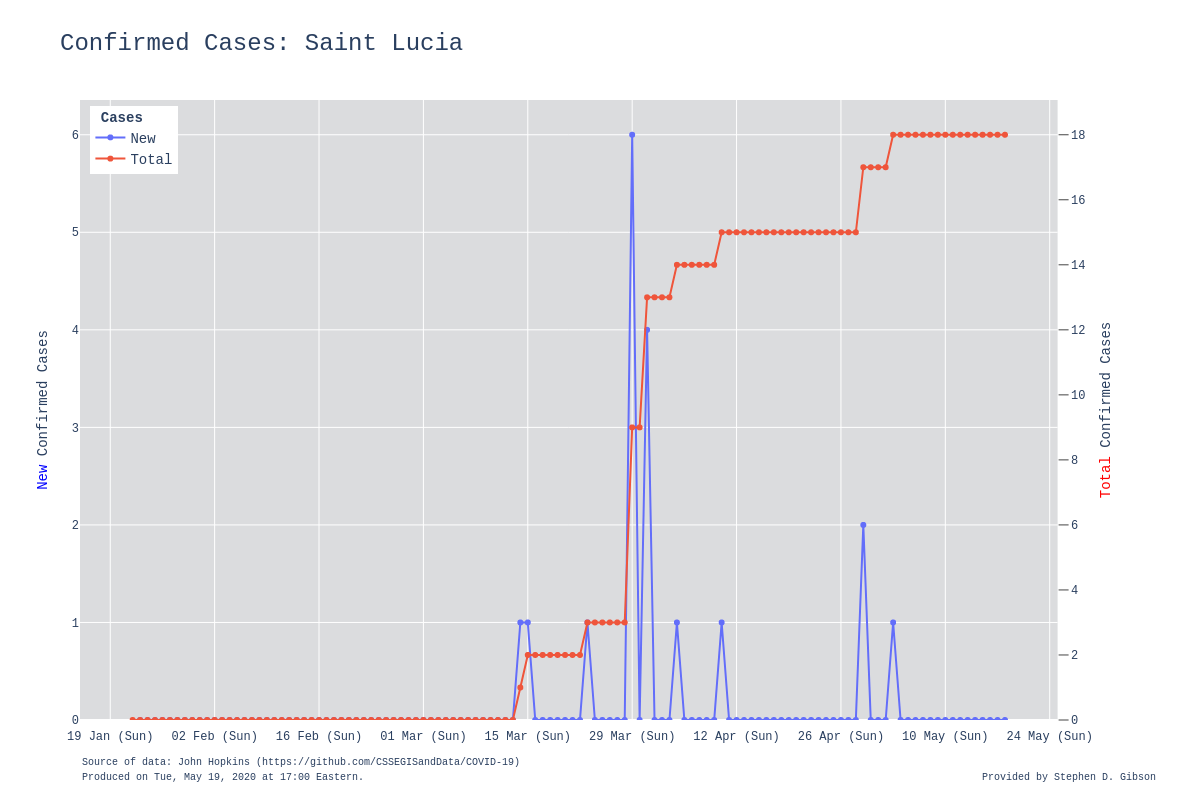 Confirmed Cases: Saint Lucia
Cases
New
Total
6
5
4
3
2
1
0
New Confirmed Cases
18
16
14
12
10
8
6
4
2
0
Total Confirmed Cases
19 Jan (Sun) 02 Feb (Sun) 16 Feb (Sun) 01 Mar (Sun) 15 Mar (Sun) 29 Mar (Sun) 12 Apr (Sun) 26 Apr (Sun) 10 May (Sun) 24 May (Sun)
Source of data: John Hopkins (https://github.com/CSSEGISandData/COVID-19)
Produced on Tue, May 19, 2020 at 17:00 Eastern.
Provided by Stephen D. Gibson